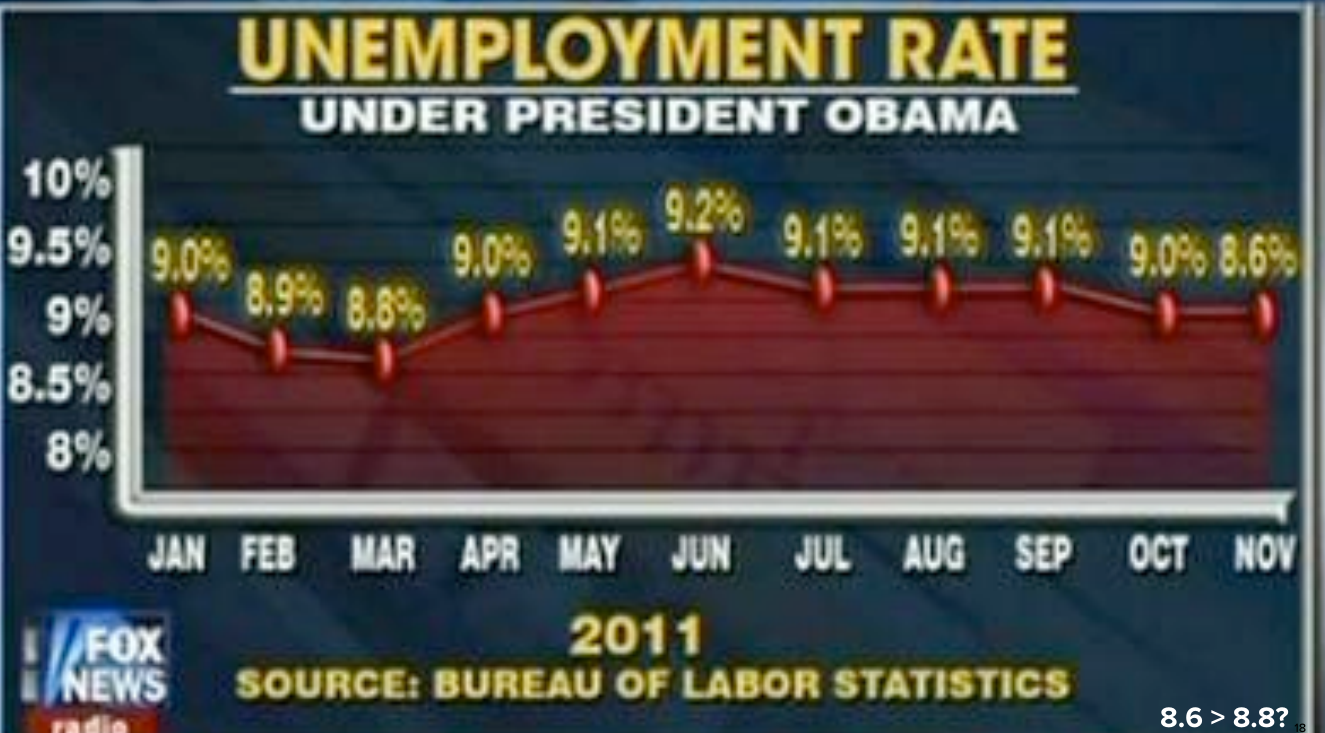 UNEMPLOYMENT RATE
UNDER PRESIDENT OBAMA
10%
9.5%
9%
8.5%
8%
9.0%
8.9%
8.8%
9.0%
9.1%
9.2%
9.1%
9.1%
9.1%
9.0%
8.6%
JAN FEB MAR APR MAY JUN JUL AUG SEP OCT NOV
2011
SOURCE: BUREAU OF LABOR STATISTICS
FOX
NEWS
radio
8.6 > 8.8?
18